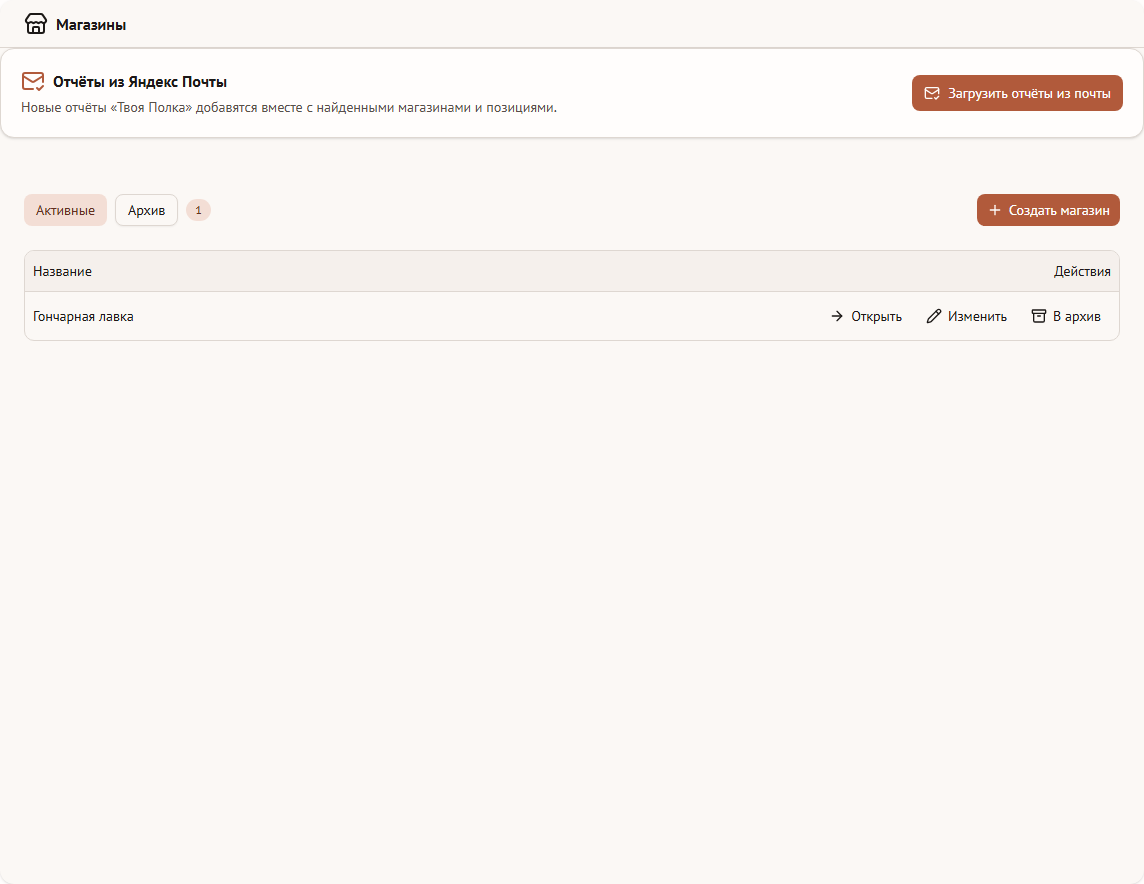 Магазины
Отчёты из Яндекс Почты
Новые отчёты «Твоя Полка» добавятся вместе с найденными магазинами и позициями.
Загрузить отчёты из почты
Активные
Архив
1
Создать магазин
Название
Действия
Гончарная лавка
Открыть
Изменить
В архив